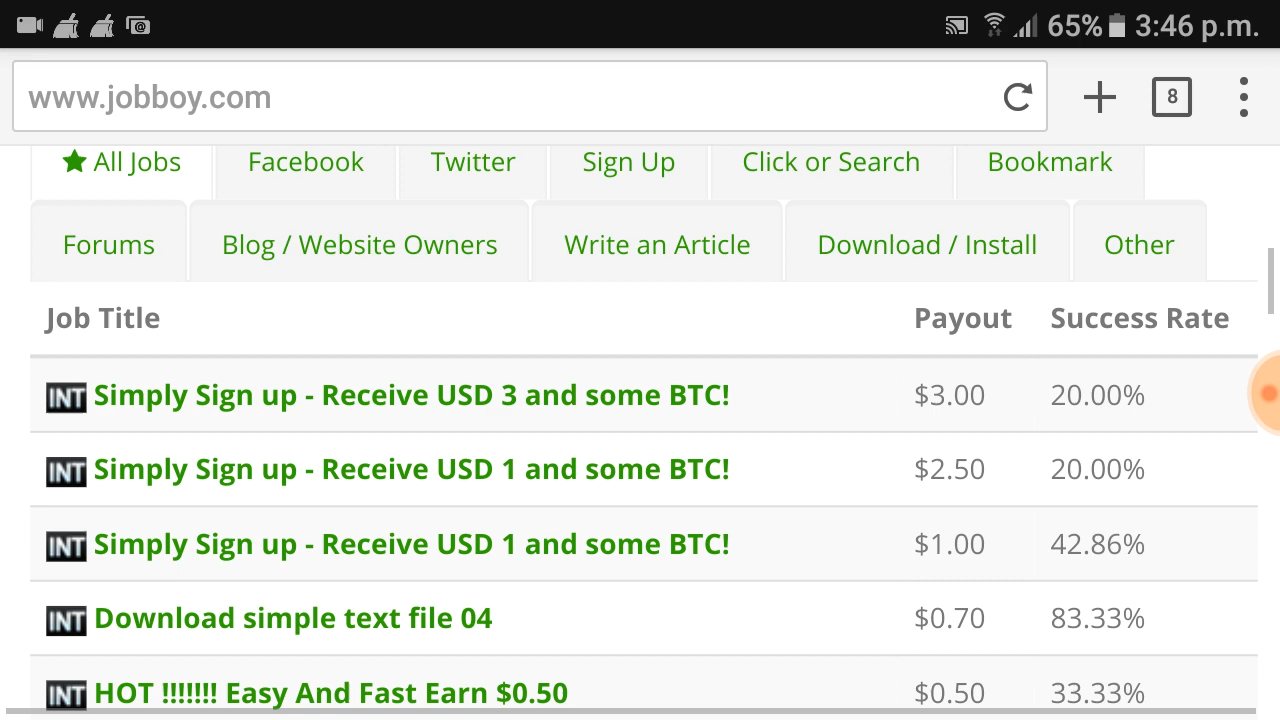 65% 3:46 p.m.
www.jobboy.com 8
All Jobs Facebook Twitter Sign Up Click or Search Bookmark
Forums Blog / Website Owners Write an Article Download / Install Other
Job Title Payout Success Rate
INT Simply Sign up - Receive USD 3 and some BTC! $3.00 20.00%
INT Simply Sign up - Receive USD 1 and some BTC! $2.50 20.00%
INT Simply Sign up - Receive USD 1 and some BTC! $1.00 42.86%
INT Download simple text file 04 $0.70 83.33%
INT HOT !!!!!!! Easy And Fast Earn $0.50 $0.50 33.33%